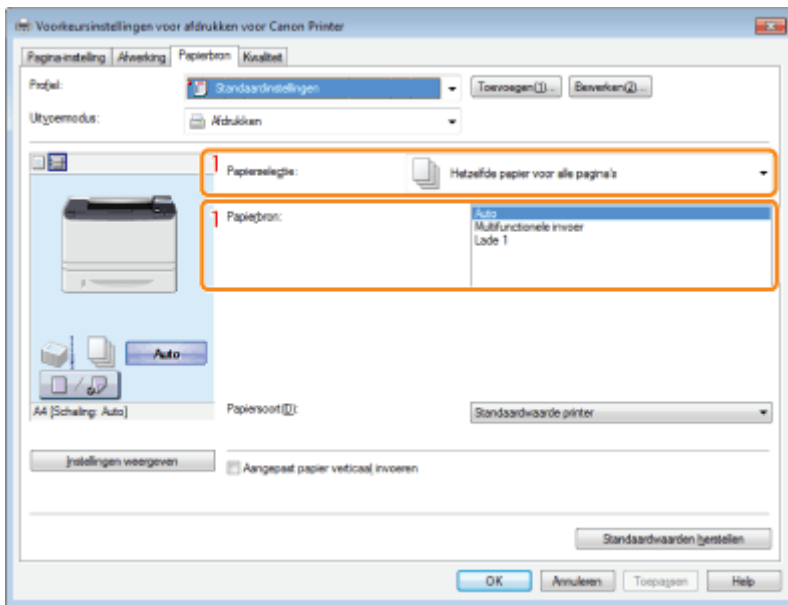 Voorkeursinstellingen voor afdrukken voor Canon Printer
Pagina-instelling Afwerking Papierbron Kwaliteit
Profiel: Standaardinstellingen Toevoegen(1)... Bewerken(2)...
Uitvoermodus: Afdrukken
1 Papierselectie: Hetzelfde papier voor alle pagina's
1 Papierbron: Auto
Multifunctionele invoer
Lade 1
Auto
A4 [Schaling: Auto]
Papiersoort(D): Standaardwaarde printer
Instellingen weergeven
Aangepast papier verticaal invoeren
Standaardwaarden herstellen
OK Annuleren Toepassen Help